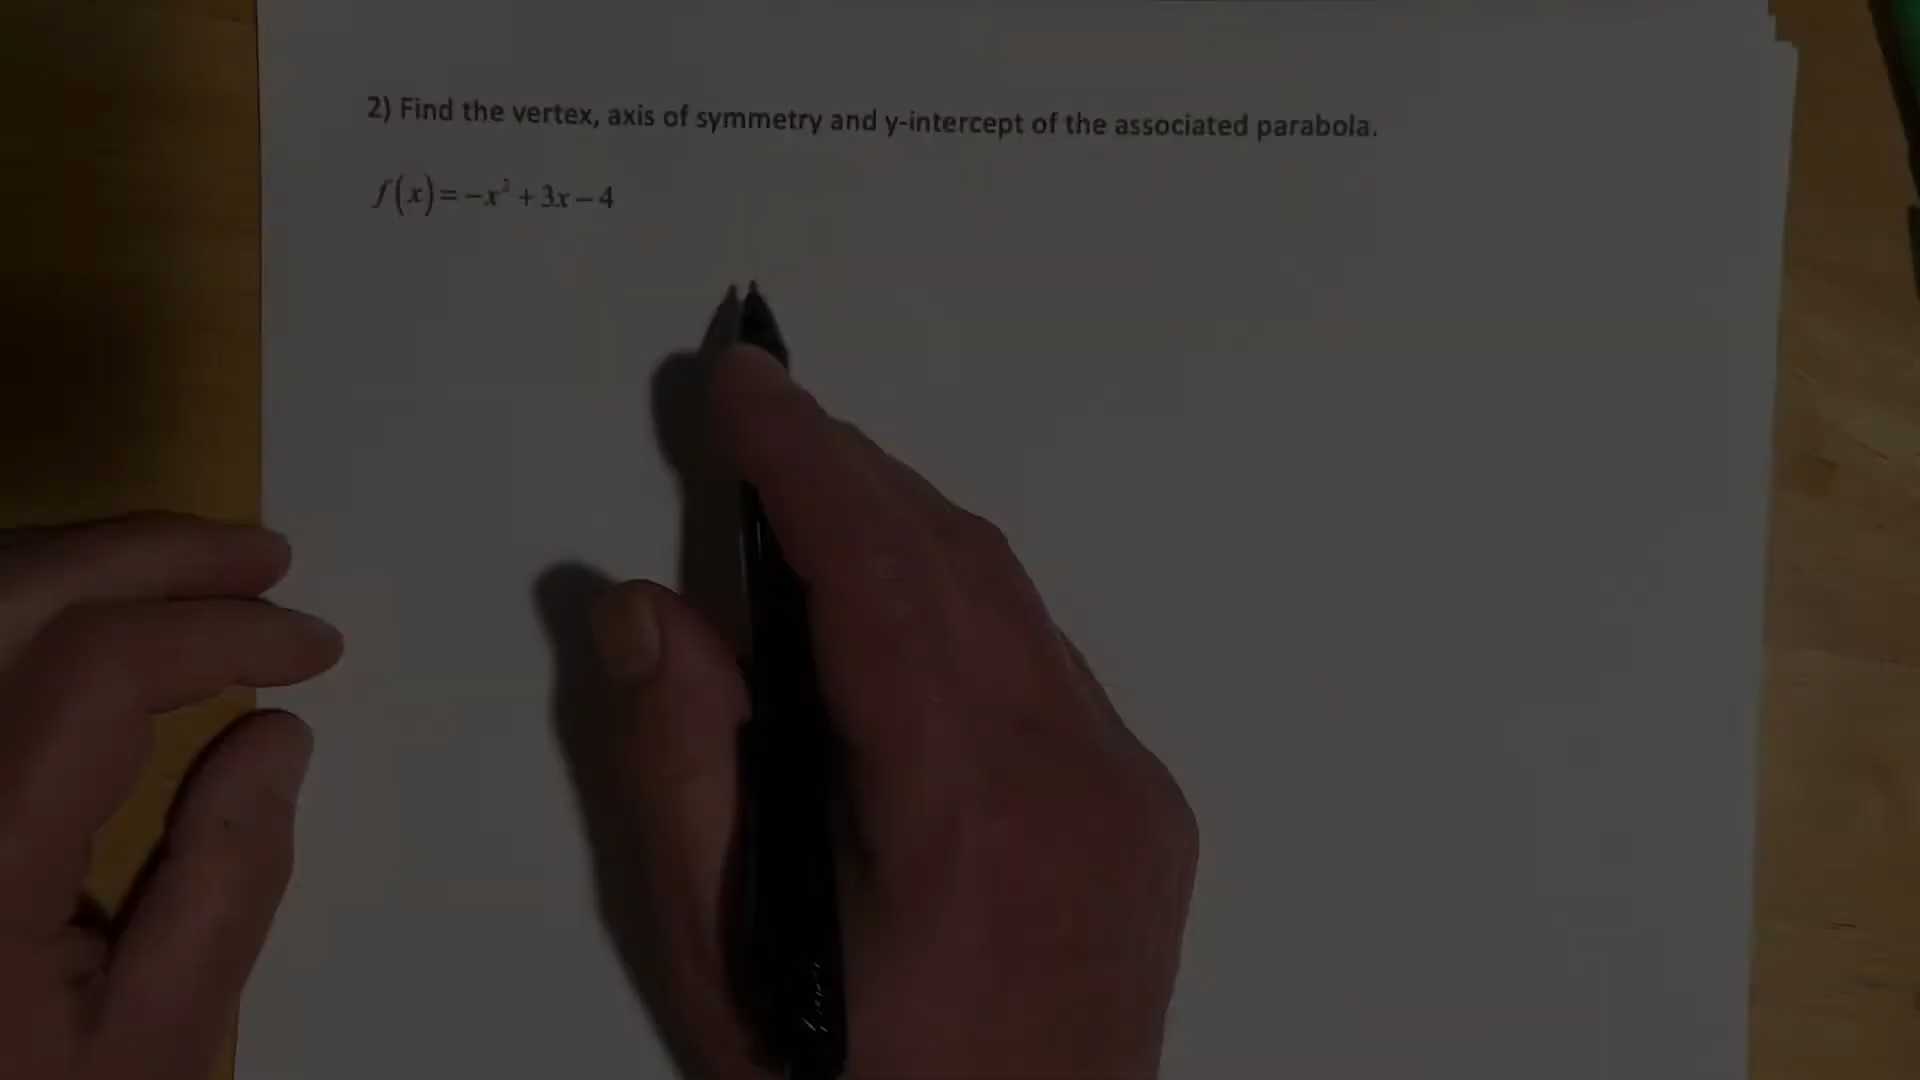 2) Find the vertex, axis of symmetry and y-intercept of the associated parabola.
f(x)=-x²+3x-4